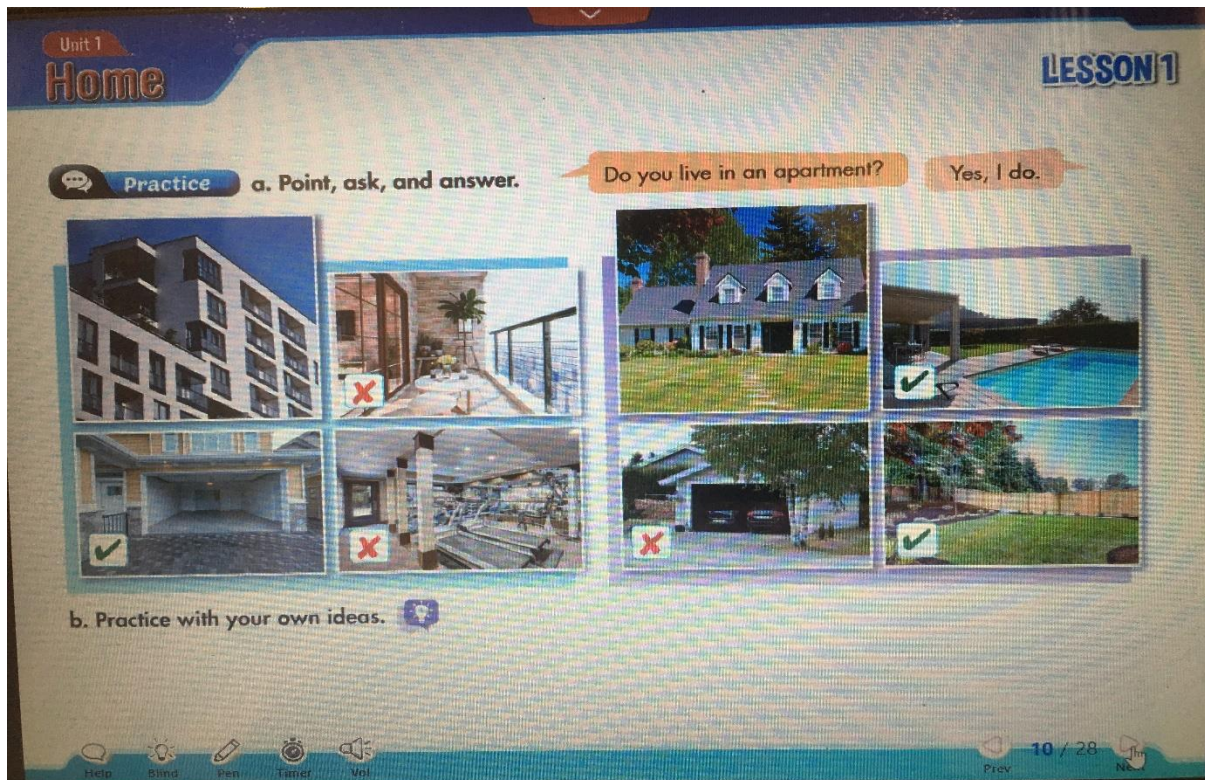 Unit 1
Home
LESSON 1
Practice
a. Point, ask, and answer.
Do you live in an apartment?
Yes, I do.
b. Practice with your own ideas.
Help
Blind
Pen
Timer
Vol
Prev
10 / 28